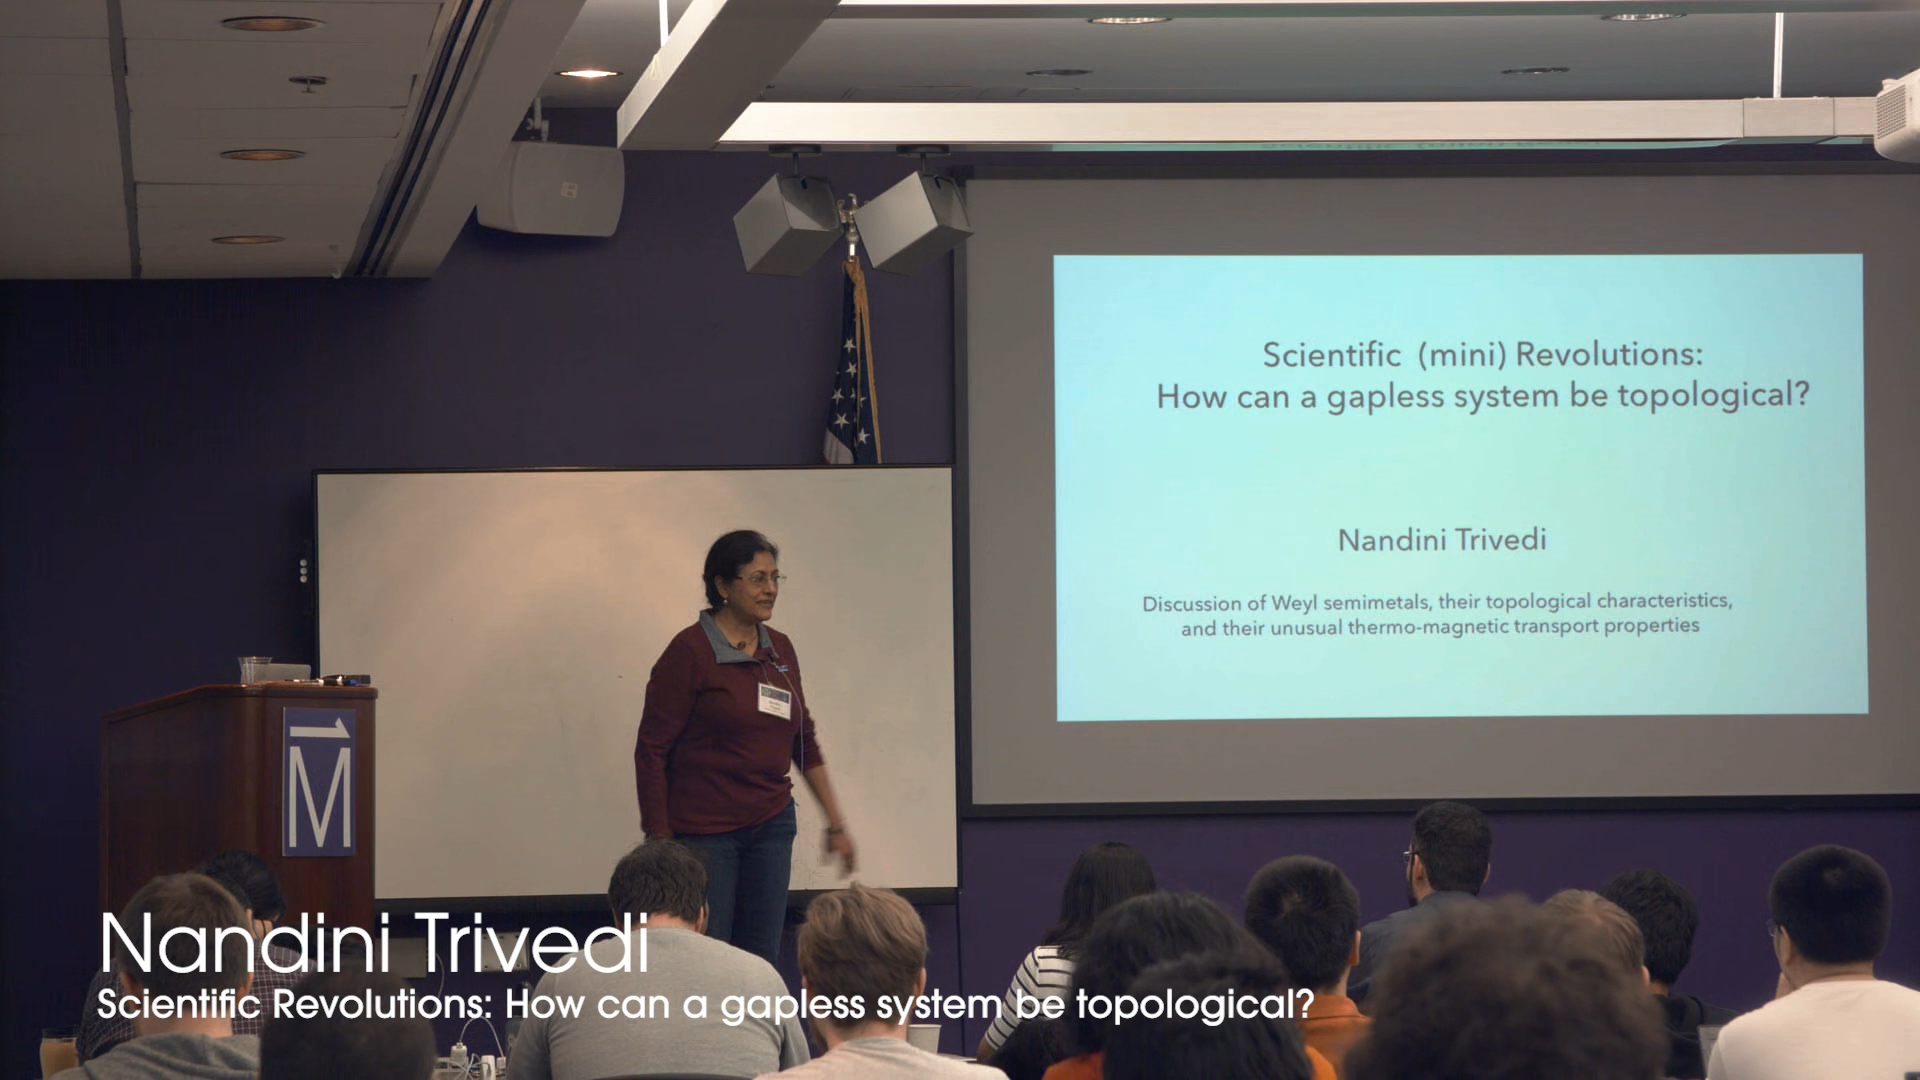 Scientific (mini) Revolutions:
How can a gapless system be topological?
Nandini Trivedi
Discussion of Weyl semimetals, their topological characteristics,
and their unusual thermo-magnetic transport properties
M
Nandini Trivedi
Scientific Revolutions: How can a gapless system be topological?